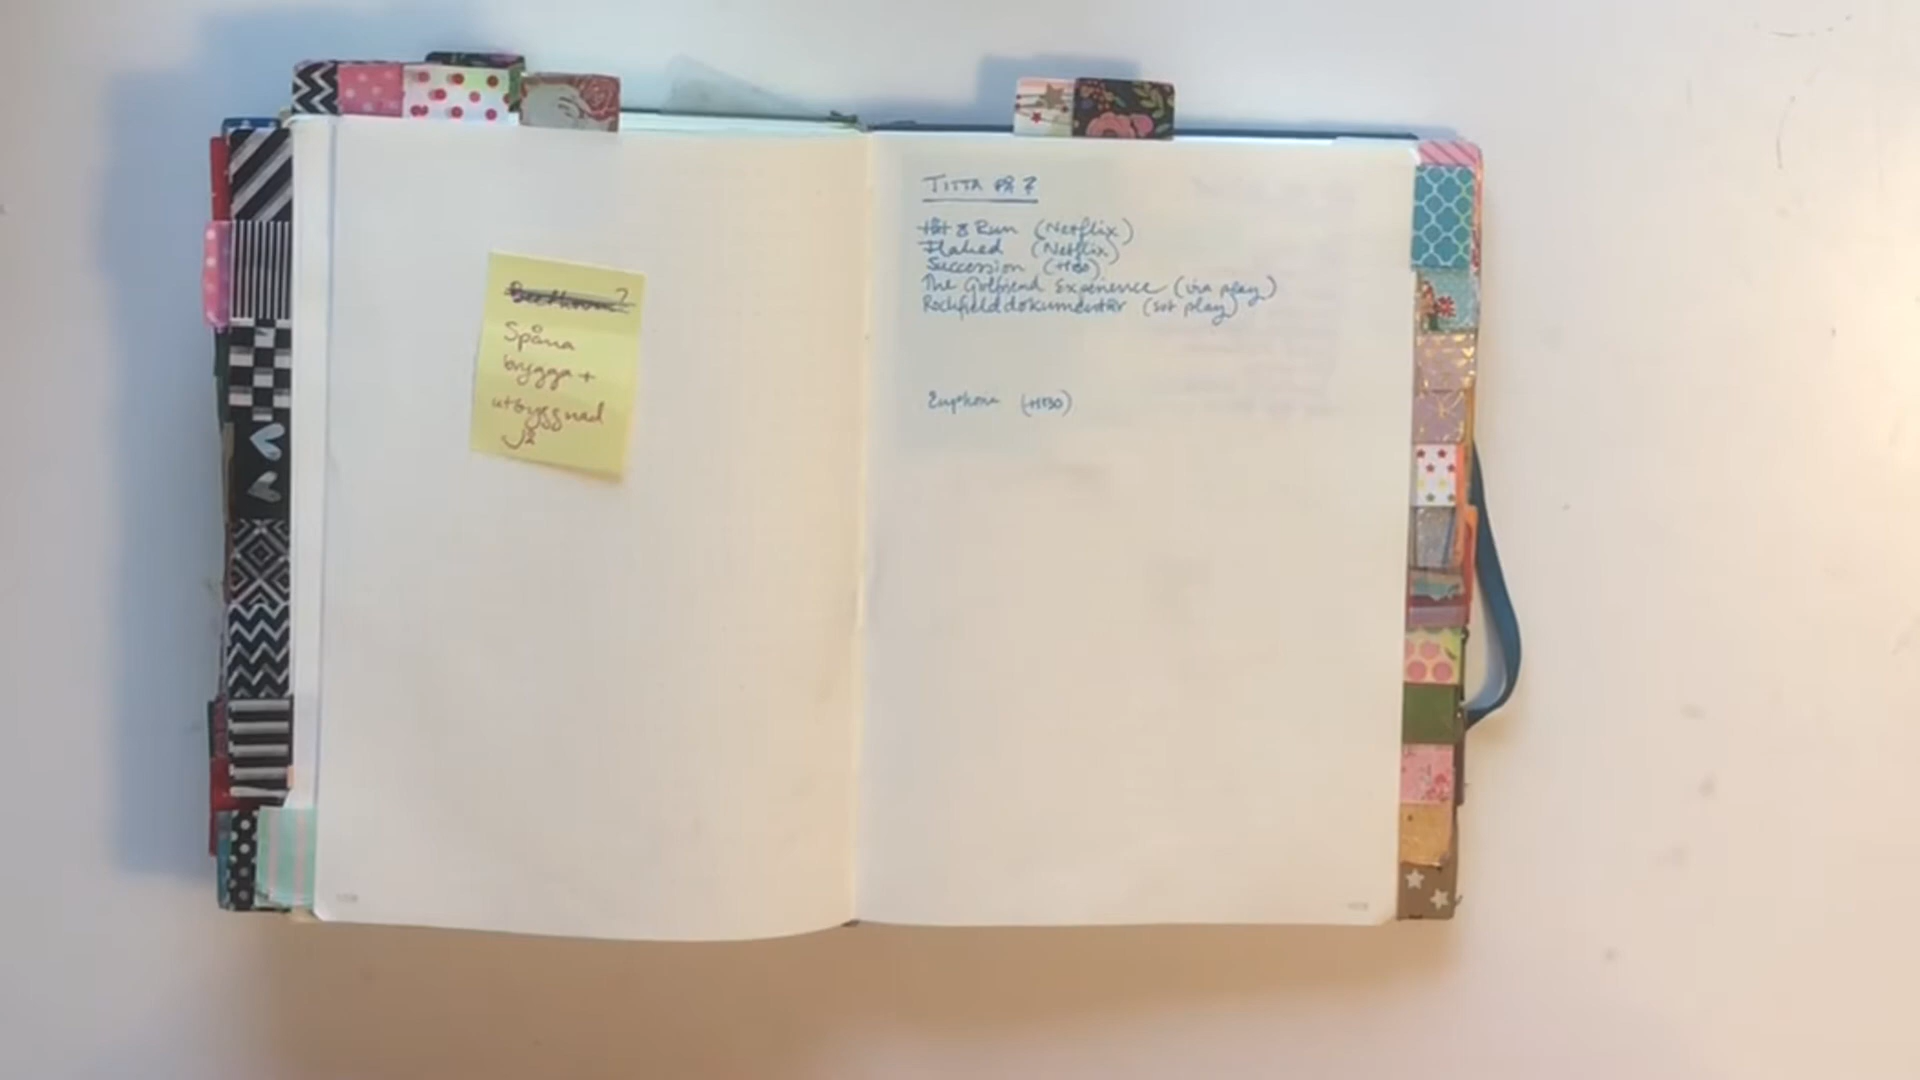 Spåna
brygga +
utbyggnad
TITTA PÅ ?
Hit & Run (Netflix)
Flaked (Netflix)
Succession (HBO)
The Girlfriend Experience (via play)
Rockfield dokumentär (svt play)
Euphoria (HBO)